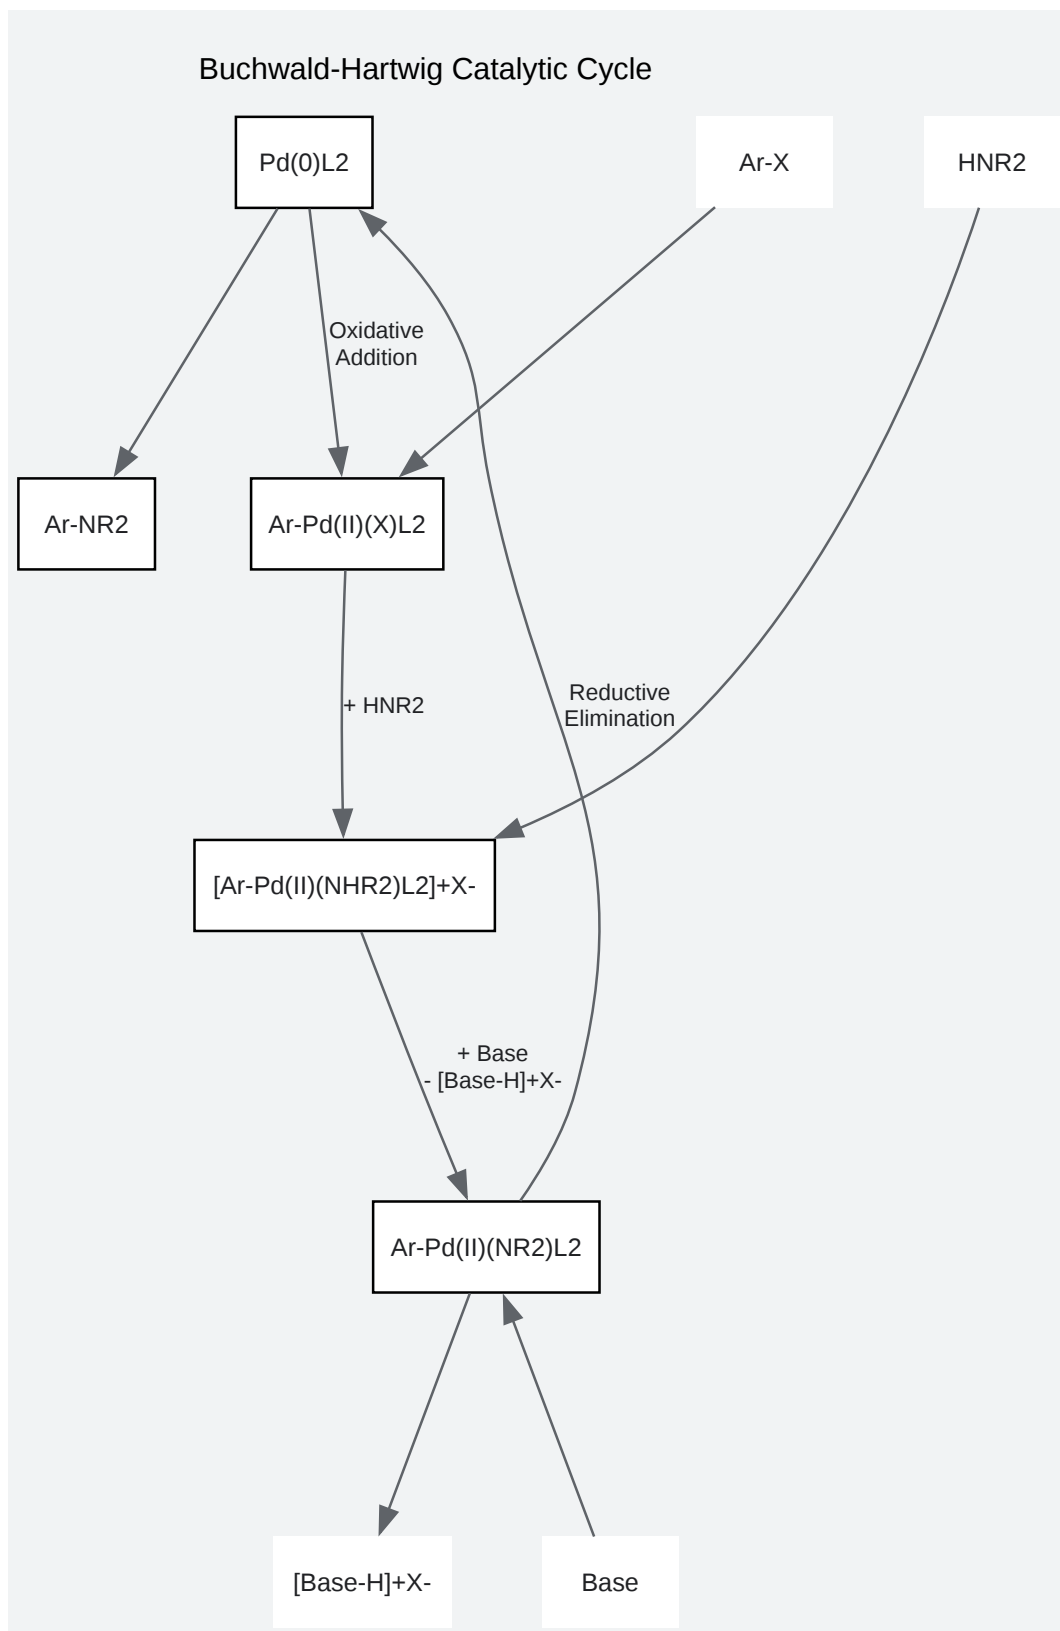 Buchwald-Hartwig Catalytic Cycle
Pd(0)L2
Ar-X
HNR2
Oxidative
Addition
Ar-NR2
Ar-Pd(II)(X)L2
+ HNR2
Reductive
Elimination
[Ar-Pd(II)(NHR2)L2]+X-
+ Base
- [Base-H]+X-
Ar-Pd(II)(NR2)L2
[Base-H]+X-
Base